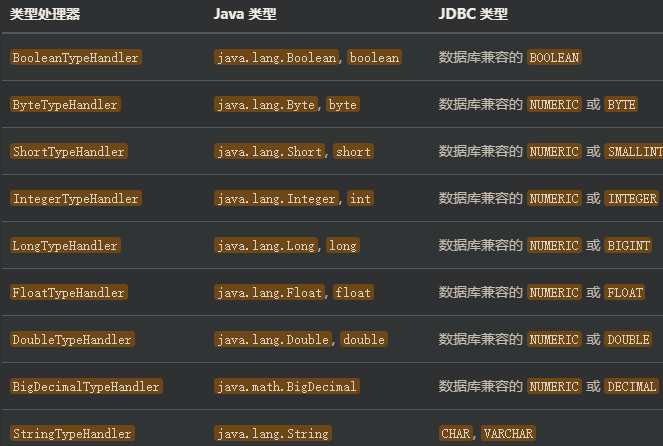 类型处理器 Java 类型 JDBC 类型
BooleanTypeHandler java.lang.Boolean, boolean 数据库兼容的 BOOLEAN
ByteTypeHandler java.lang.Byte, byte 数据库兼容的 NUMERIC 或 BYTE
ShortTypeHandler java.lang.Short, short 数据库兼容的 NUMERIC 或 SMALLINT
IntegerTypeHandler java.lang.Integer, int 数据库兼容的 NUMERIC 或 INTEGER
LongTypeHandler java.lang.Long, long 数据库兼容的 NUMERIC 或 BIGINT
FloatTypeHandler java.lang.Float, float 数据库兼容的 NUMERIC 或 FLOAT
DoubleTypeHandler java.lang.Double, double 数据库兼容的 NUMERIC 或 DOUBLE
BigDecimalTypeHandler java.math.BigDecimal 数据库兼容的 NUMERIC 或 DECIMAL
StringTypeHandler java.lang.String CHAR, VARCHAR